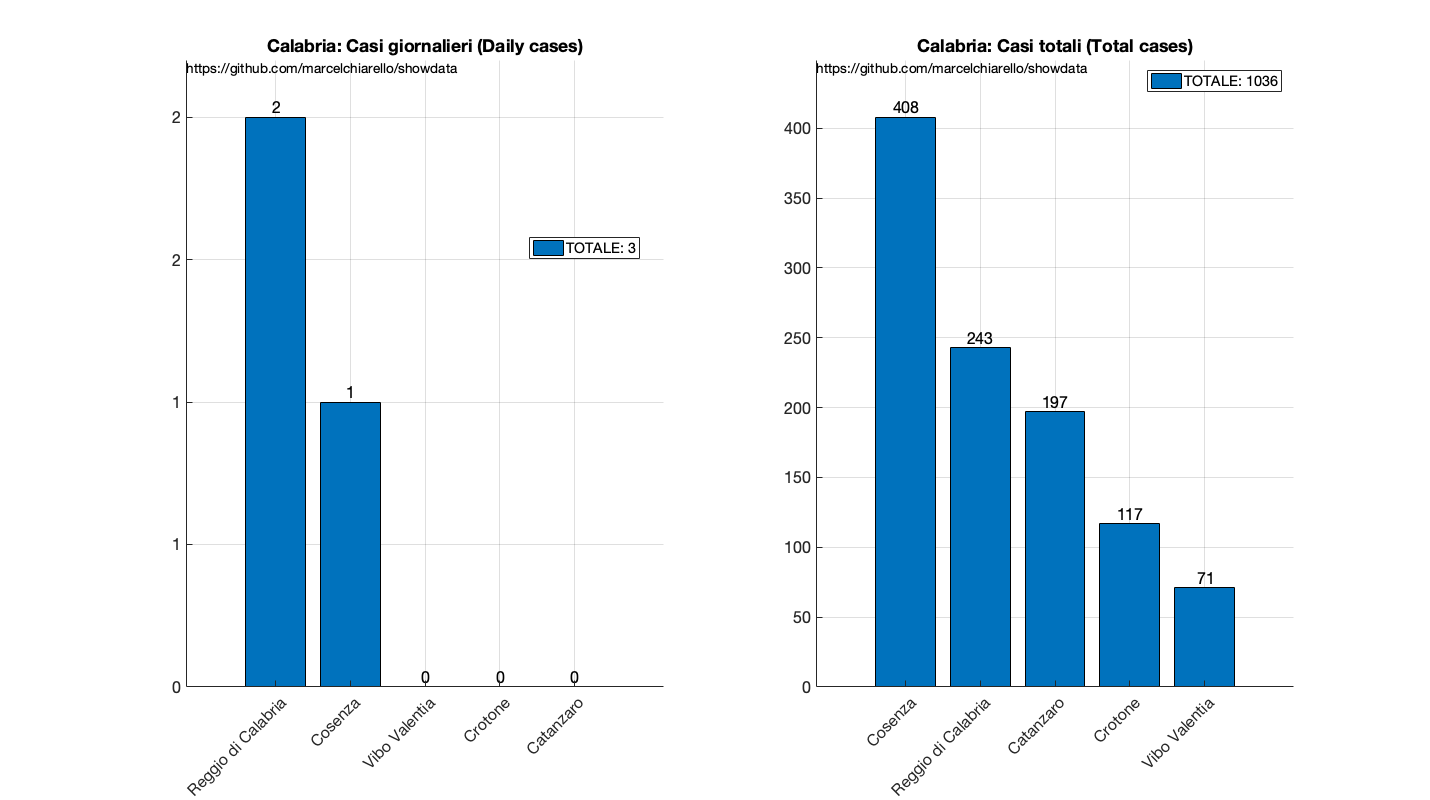 Calabria: Casi giornalieri (Daily cases)
https://github.com/marcelchiarello/showdata
TOTALE: 3
2
2
1
1
0
2
1
0
0
0
Reggio di Calabria
Cosenza
Vibo Valentia
Crotone
Catanzaro
Calabria: Casi totali (Total cases)
https://github.com/marcelchiarello/showdata
TOTALE: 1036
400
350
300
250
200
150
100
50
0
408
243
197
117
71
Cosenza
Reggio di Calabria
Catanzaro
Crotone
Vibo Valentia